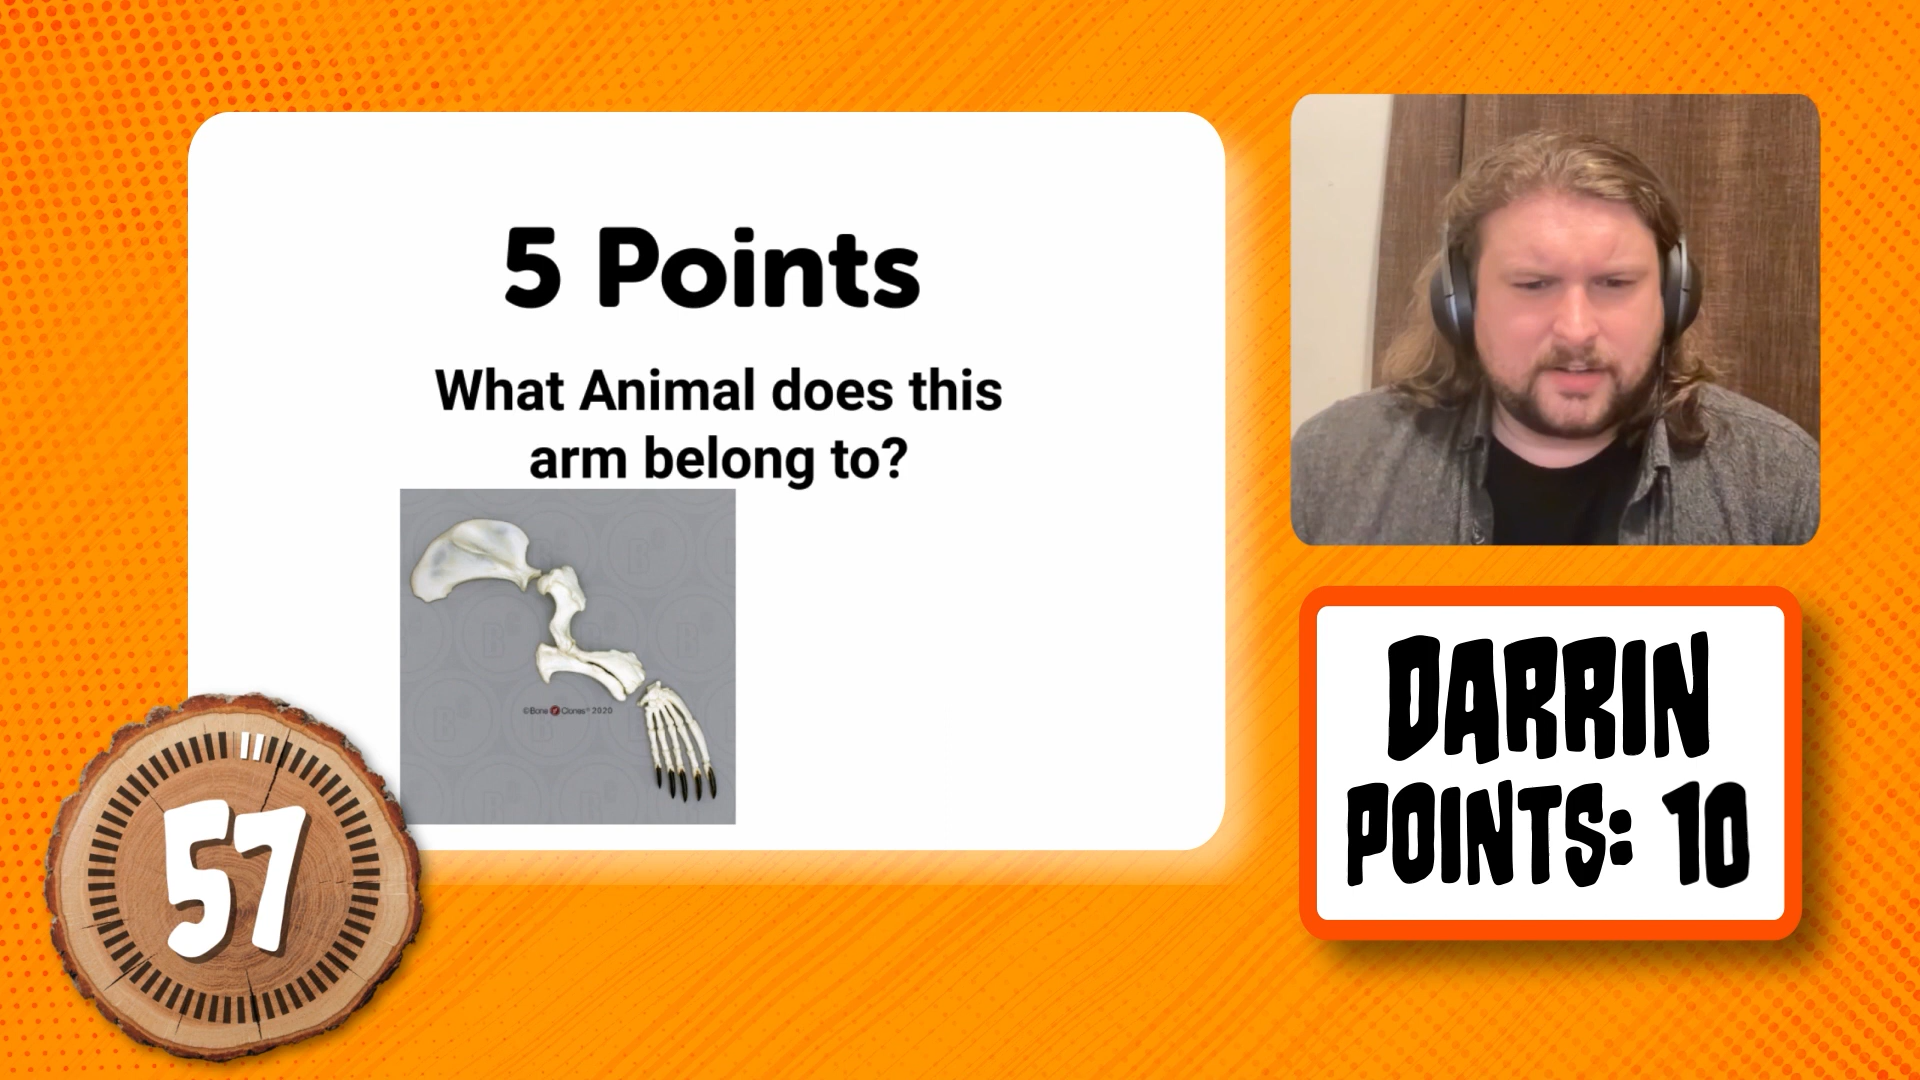 5 Points
What Animal does this
arm belong to?
©Bone Clones® 2020
57
DARRIN
POINTS: 10